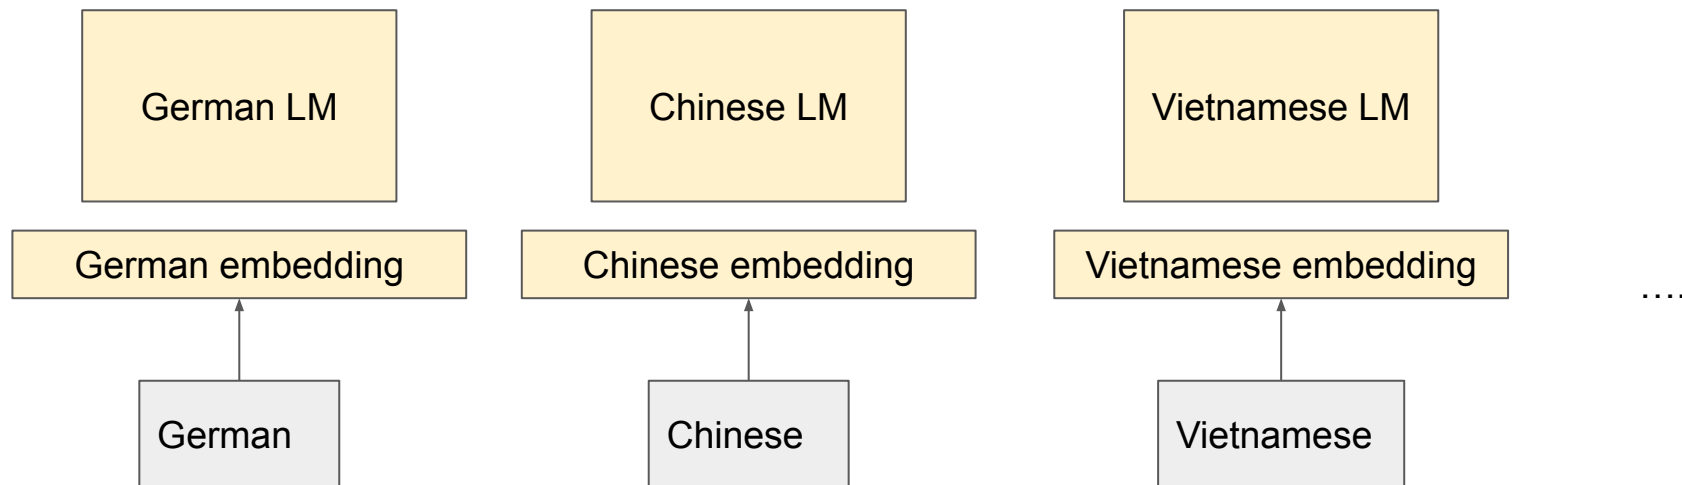 German LM
Chinese LM
Vietnamese LM
German embedding
Chinese embedding
Vietnamese embedding
....
German
Chinese
Vietnamese